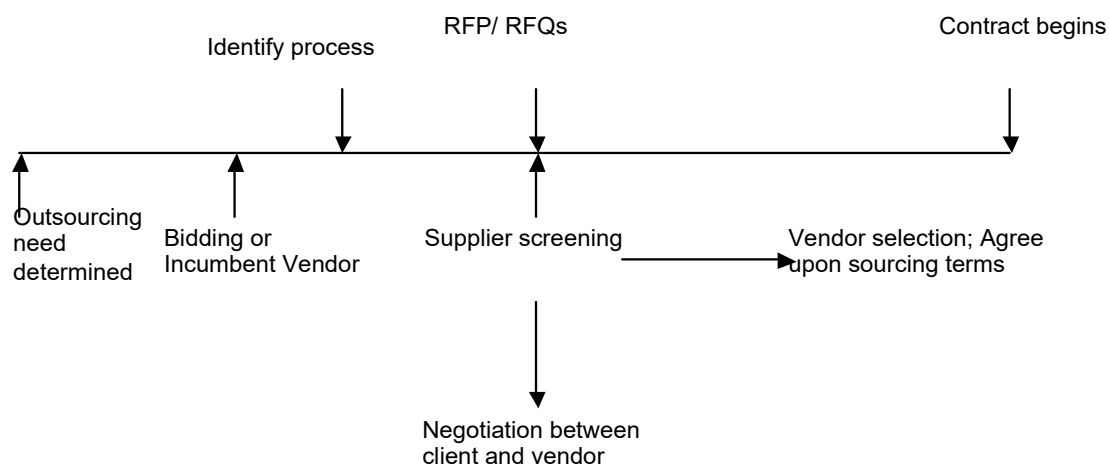 RFP/ RFQs
Contract begins
Identify process
Outsourcing
need
determined
Bidding or
Incumbent Vendor
Supplier screening
Vendor selection; Agree
upon sourcing terms
Negotiation between
client and vendor